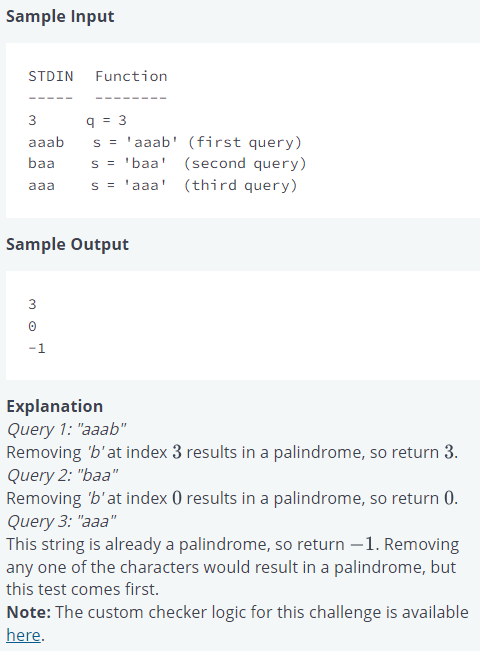 Sample Input
STDIN  Function
-----  --------
3      q = 3
aaab   s = 'aaab' (first query)
baa    s = 'baa'  (second query)
aaa    s = 'aaa'  (third query)
Sample Output
3
0
-1
Explanation
Query 1: "aaab"
Removing 'b' at index 3 results in a palindrome, so return 3.
Query 2: "baa"
Removing 'b' at index 0 results in a palindrome, so return 0.
Query 3: "aaa"
This string is already a palindrome, so return −1. Removing
any one of the characters would result in a palindrome, but
this test comes first.
Note: The custom checker logic for this challenge is available
here.